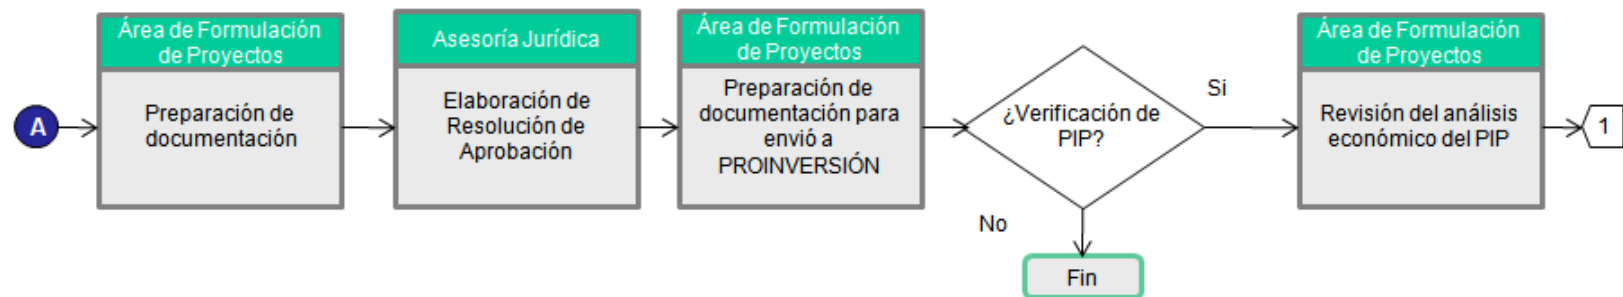 A
Área de Formulación
de Proyectos
Preparación de
documentación
Asesoría Jurídica
Elaboración de
Resolución de
Aprobación
Área de Formulación
de Proyectos
Preparación de
documentación para
envió a
PROINVERSIÓN
¿Verificación de
PIP?
Si
No
Fin
Área de Formulación
de Proyectos
Revisión del análisis
económico del PIP
1